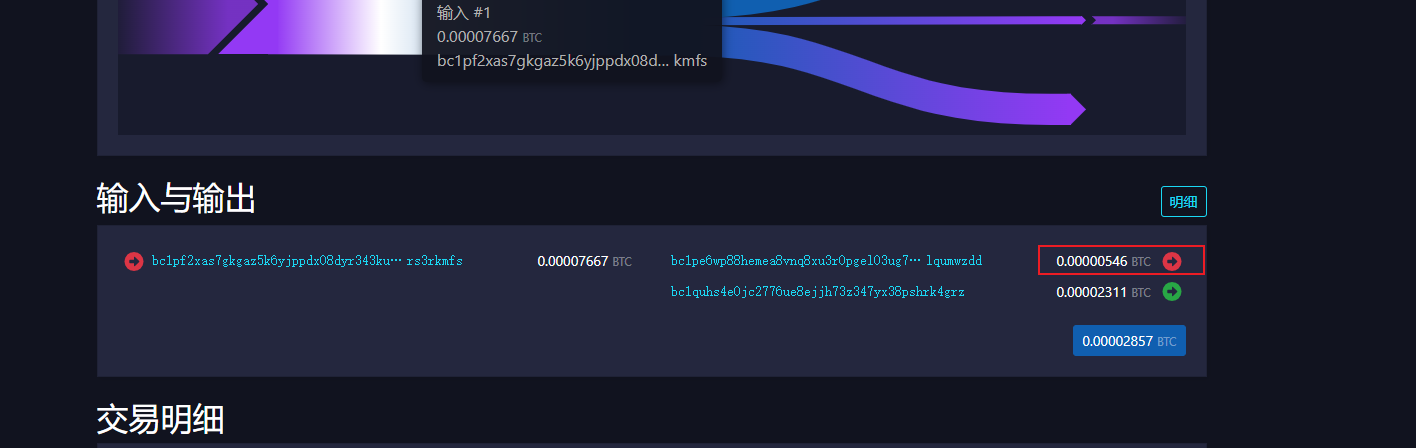 输入 #1
0.00007667 BTC
bc1pf2xas7gkgaz5k6yjppdx08d... kmfs
输入与输出
明细
bc1pf2xas7gkgaz5k6yjppdx08dyr343ku… rs3rkmfs 0.00007667 BTC bc1pe6wp88hemea8vnq8xu3r0pgel03ug7… lqumwzdd 0.00000546 BTC
bc1quhs4e0jc2776ue8ejjh73z347yx38pshrk4grz 0.00002311 BTC
0.00002857 BTC
交易明细